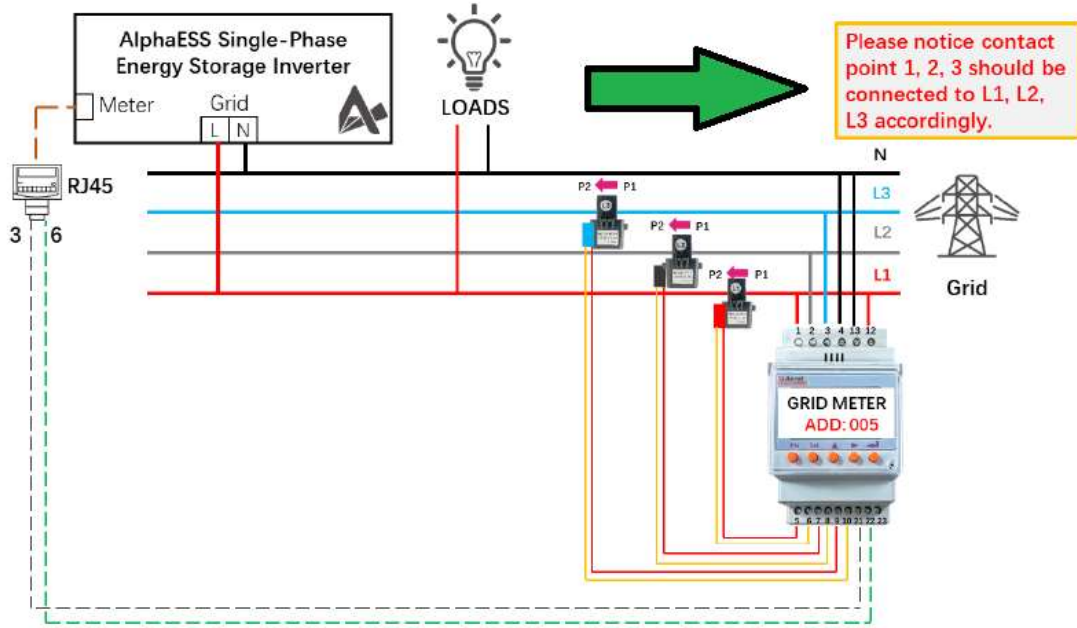 AlphaESS Single-Phase
Energy Storage Inverter
Meter
Grid
L N
LOADS
Please notice contact
point 1, 2, 3 should be
connected to L1, L2,
L3 accordingly.
N
RJ45
3 6
P2 P1
L3
P2 P1
L2
P2 P1
L1
Grid
1 2 3 4 13 12
GRID METER
ADD:005
5 6 7 8 9 10 21 22 23